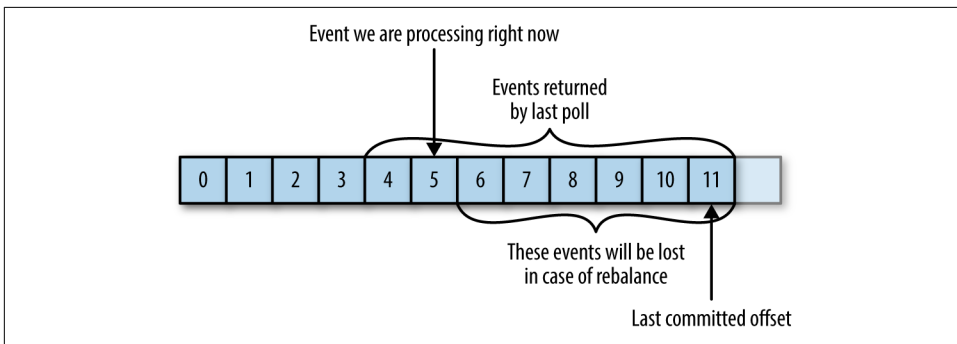 Event we are processing right now
Events returned
by last poll
0 1 2 3 4 5 6 7 8 9 10 11
These events will be lost
in case of rebalance
Last committed offset